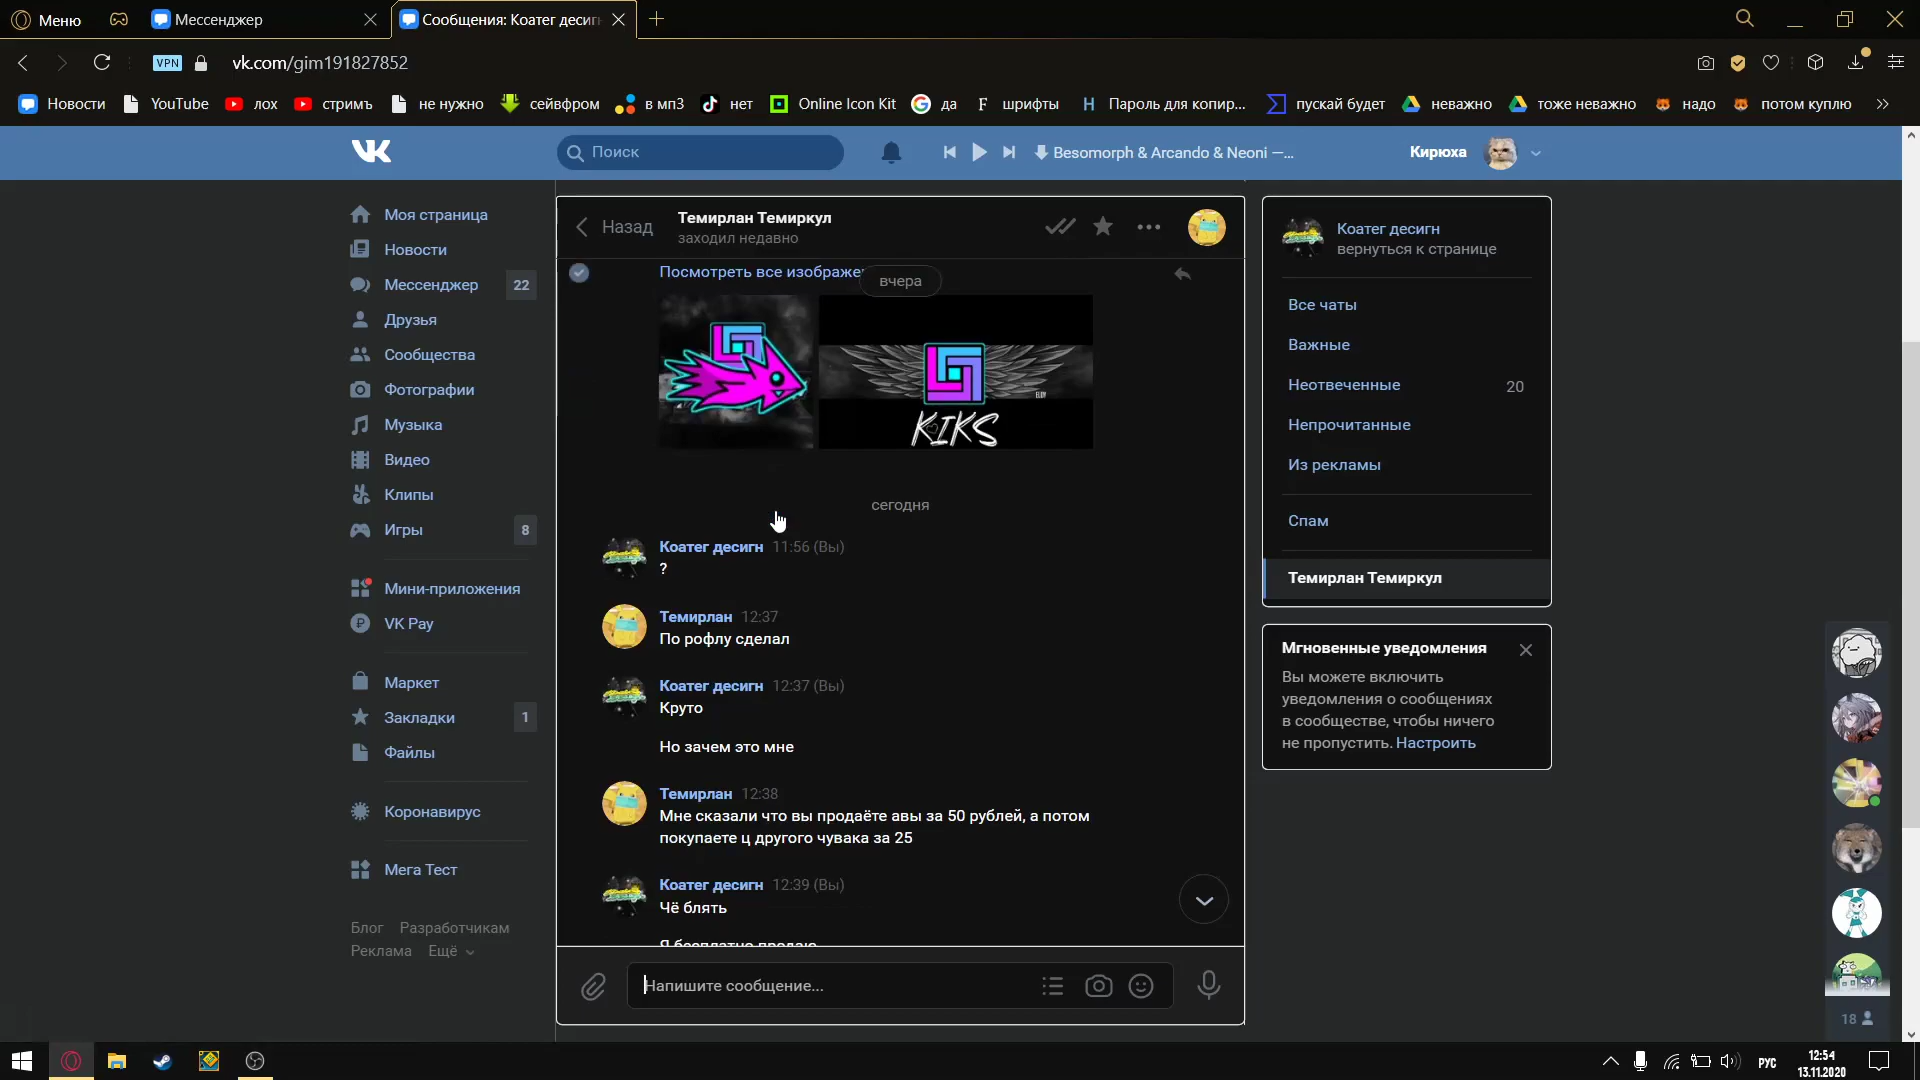 Меню
Мессенджер
Сообщения: Коатег десигн
VPN
vk.com/gim191827852
Новости
YouTube
лох
стримъ
не нужно
сейвфром
в мп3
нет
Online Icon Kit
да
шрифты
Пароль для копир...
пускай будет
неважно
тоже неважно
надо
потом куплю
Поиск
Besomorph & Arcando & Neoni —...
Кирюха
Моя страница
Новости
Мессенджер
22
Друзья
Сообщества
Фотографии
Музыка
Видео
Клипы
Игры
8
Мини-приложения
VK Pay
Маркет
Закладки
1
Файлы
Коронавирус
Мега Тест
Блог Разработчикам
Реклама Ещё
Назад
Темирлан Темиркул
заходил недавно
Посмотреть все изображе
вчера
KIKS
сегодня
Коатег десигн 11:56 (Вы)
?
Темирлан 12:37
По рофлу сделал
Коатег десигн 12:37 (Вы)
Круто
Но зачем это мне
Темирлан 12:38
Мне сказали что вы продаёте авы за 50 рублей, а потом
покупаете ц другого чувака за 25
Коатег десигн 12:39 (Вы)
Чё блять
Я бесплатно продаю
Напишите сообщение...
Коатег десигн
вернуться к странице
Все чаты
Важные
Неотвеченные
20
Непрочитанные
Из рекламы
Спам
Темирлан Темиркул
Мгновенные уведомления
Вы можете включить
уведомления о сообщениях
в сообществе, чтобы ничего
не пропустить. Настроить
18
РУС
12:54
13.11.2020